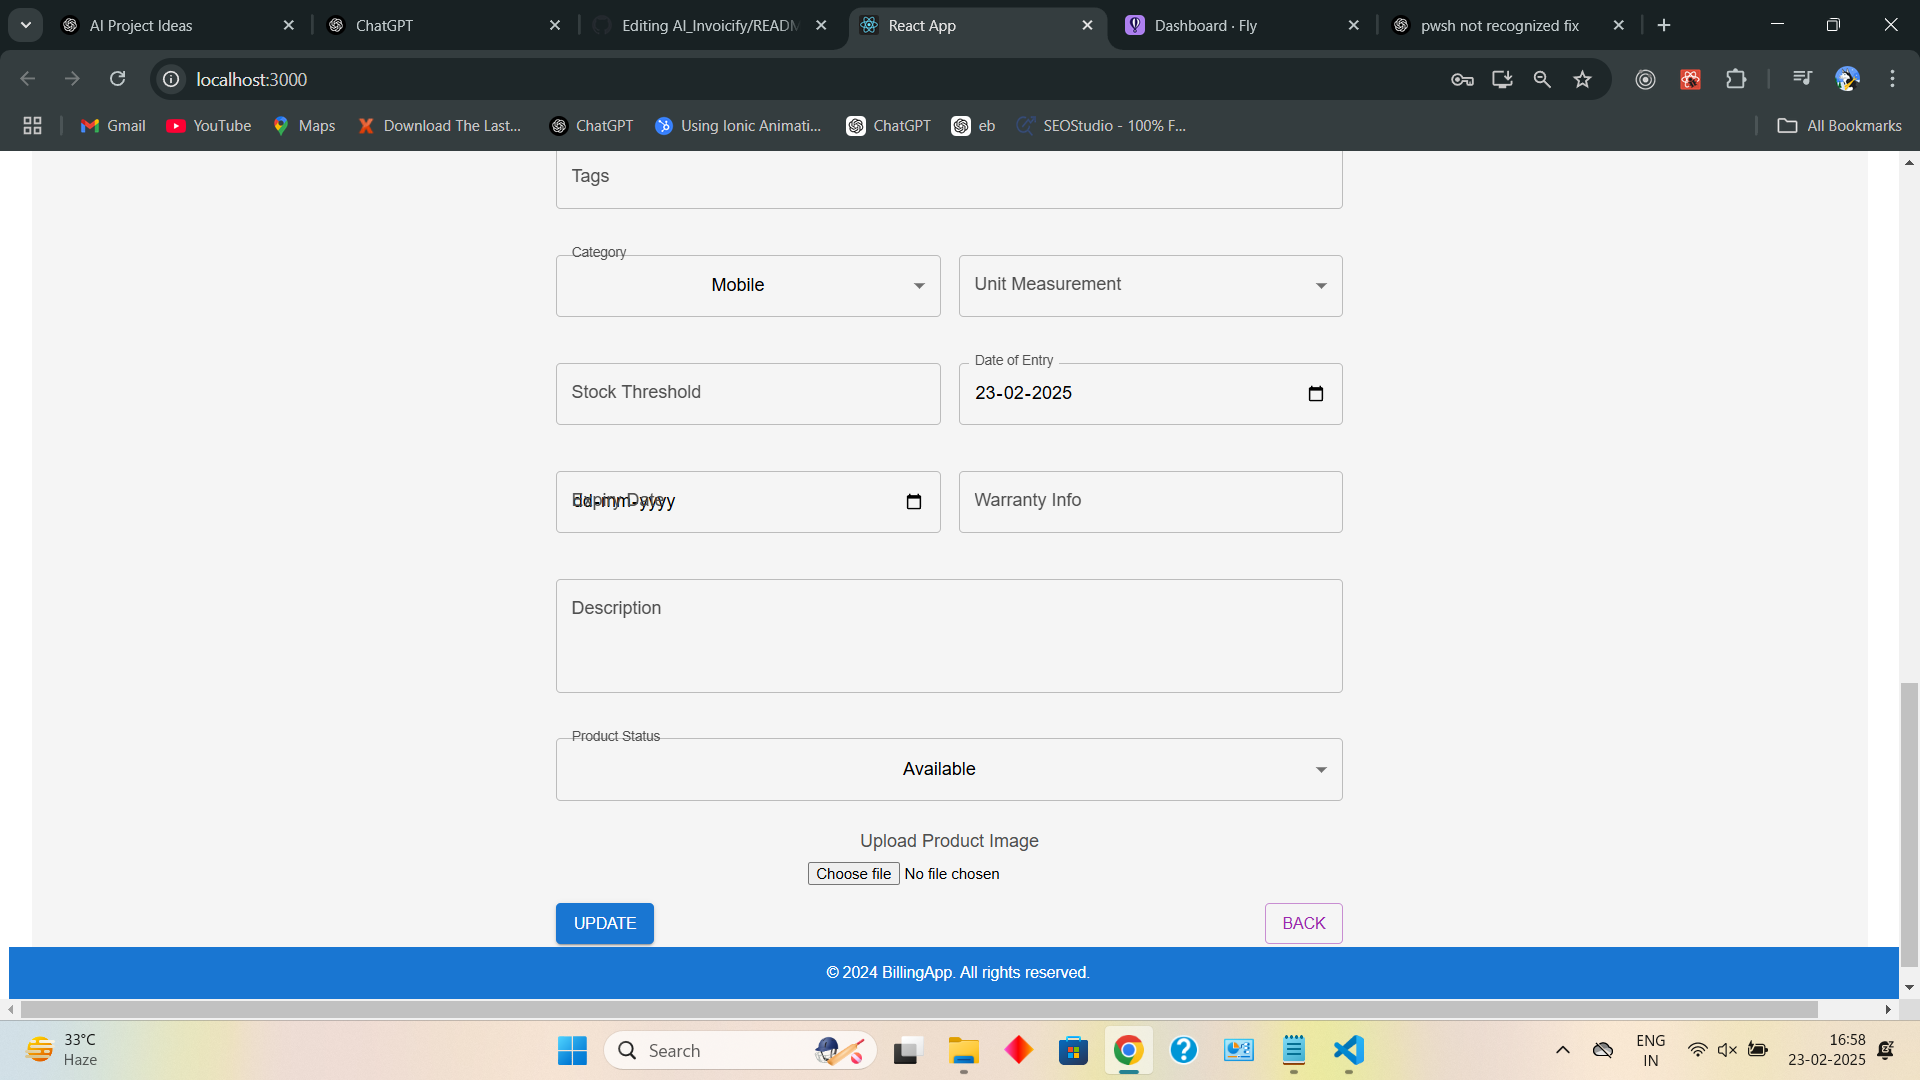 AI Project Ideas
ChatGPT
Editing AI_Invoicify/READM
React App
Dashboard · Fly
pwsh not recognized fix
localhost:3000
Gmail
YouTube
Maps
Download The Last...
ChatGPT
Using Ionic Animati...
ChatGPT
eb
SEOStudio - 100% F...
All Bookmarks
Tags
Category
Mobile
Unit Measurement
Stock Threshold
Date of Entry
23-02-2025
Expiry Date
dd-mm-yyyy
Warranty Info
Description
Product Status
Available
Upload Product Image
Choose file No file chosen
UPDATE
BACK
© 2024 BillingApp. All rights reserved.
33°C
Haze
Search
ENG
IN
16:58
23-02-2025